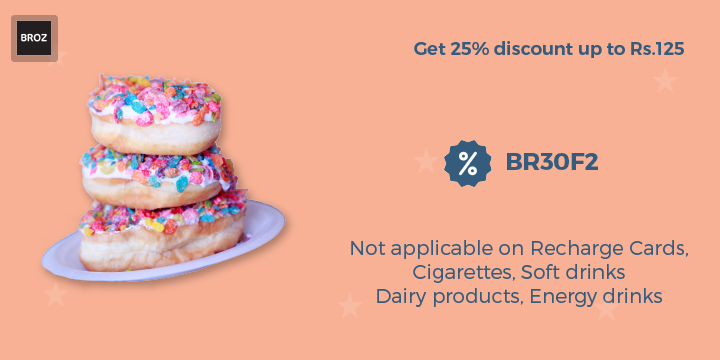 BROZ
Get 25% discount up to Rs.125
%
BR30F2
Not applicable on Recharge Cards,
Cigarettes, Soft drinks
Dairy products, Energy drinks